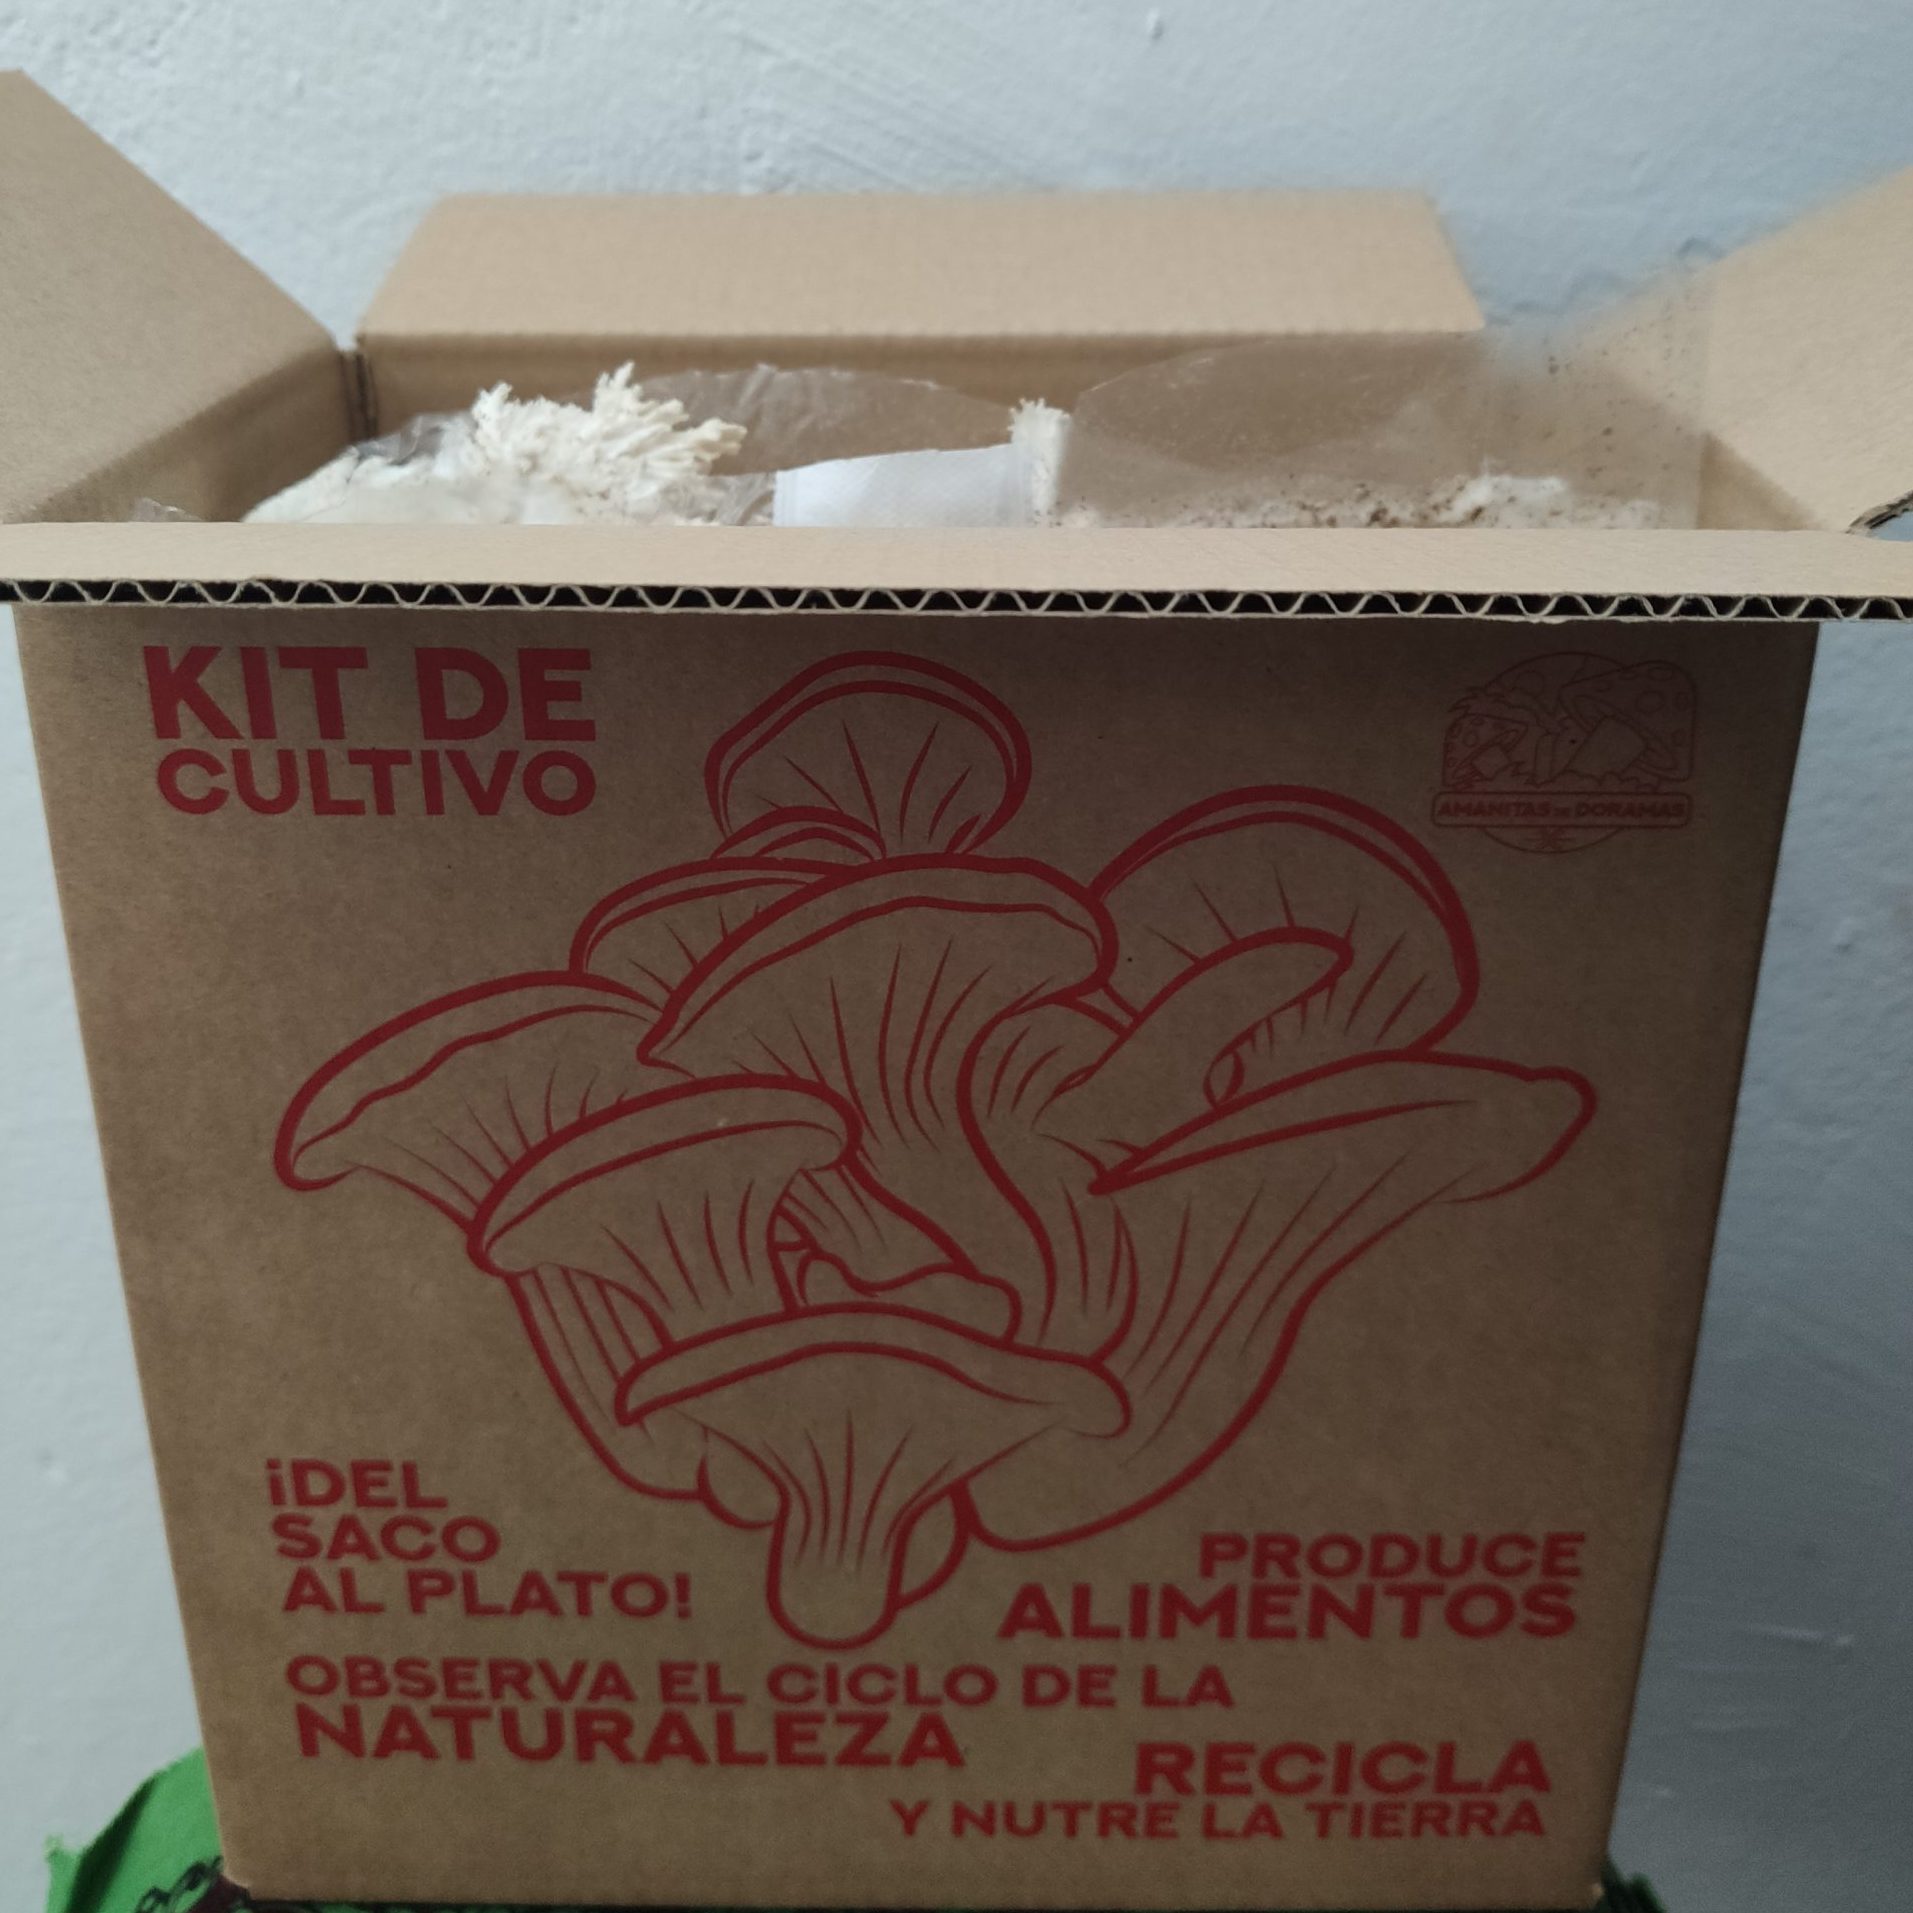 KIT DE
CULTIVO
AMANITAS DE DORAMAS
¡DEL
SACO
AL PLATO!
PRODUCE
ALIMENTOS
OBSERVA EL CICLO DE LA
NATURALEZA
RECICLA
Y NUTRE LA TIERRA